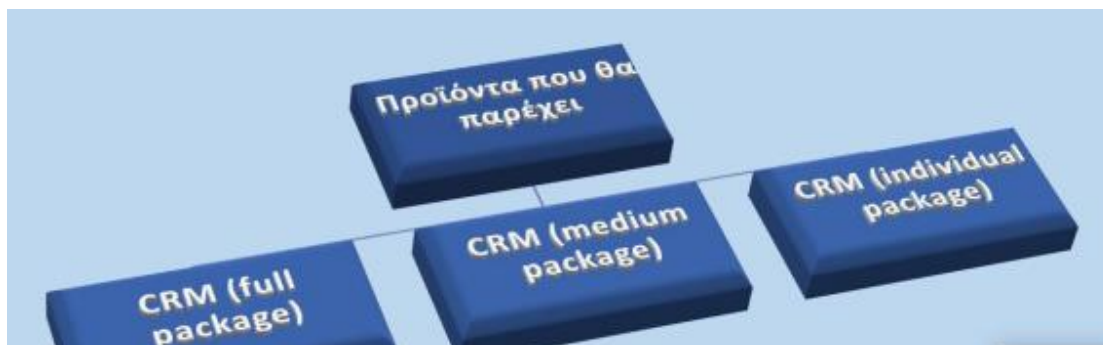 Προϊόντα που θα
παρέχει
CRM (full
package)
CRM (medium
package)
CRM (individual
package)